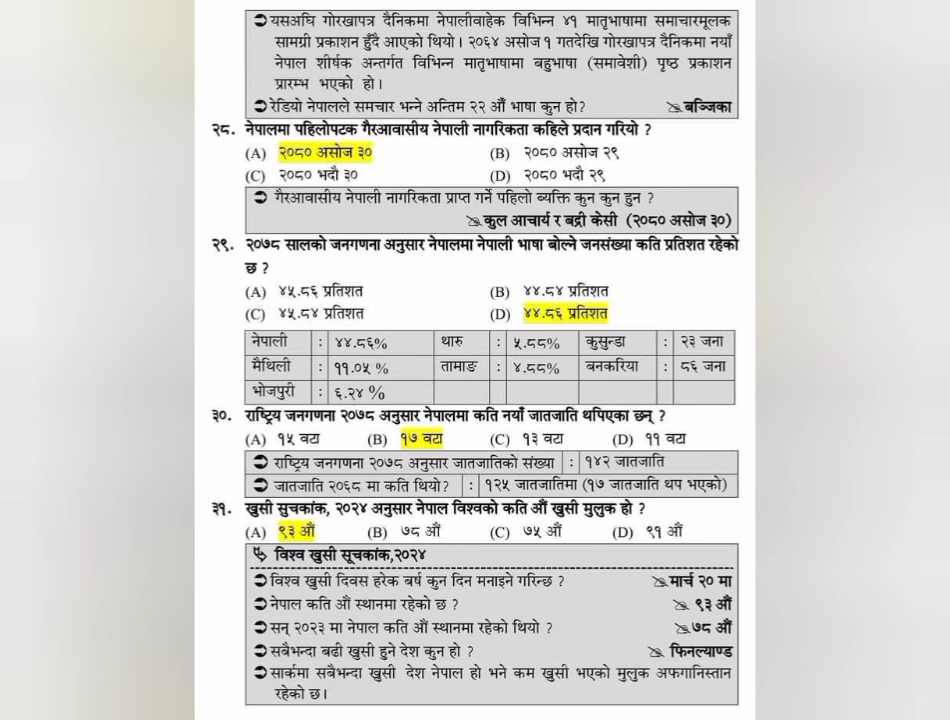 ➲ यसअघि गोरखापत्र दैनिकमा नेपालीवाहेक विभिन्न ४१ मातृभाषामा समाचारमूलक
सामग्री प्रकाशन हुँदै आएको थियो। २०६४ असोज १ गतदेखि गोरखापत्र दैनिकमा नयाँ
नेपाल शीर्षक अन्तर्गत विभिन्न मातृभाषामा बहुभाषा (समावेशी) पृष्ठ प्रकाशन
प्रारम्भ भएको हो।
➲ रेडियो नेपालले समचार भन्ने अन्तिम २२ औं भाषा कुन हो? ✎ बज्जिका
२८. नेपालमा पहिलोपटक गैरआवासीय नेपाली नागरिकता कहिले प्रदान गरियो ?
(A) २०८० असोज ३० (B) २०८० असोज २९
(C) २०८० भदौ ३० (D) २०८० भदौ २९
➲ गैरआवासीय नेपाली नागरिकता प्राप्त गर्ने पहिलो ब्यक्ति कुन कुन हुन ?
✎ कुल आचार्य र बद्री केसी (२०८० असोज ३०)
२९. २०७८ सालको जनगणना अनुसार नेपालमा नेपाली भाषा बोल्ने जनसंख्या कति प्रतिशत रहेको
छ ?
(A) ४५.८६ प्रतिशत (B) ४४.८४ प्रतिशत
(C) ४५.८४ प्रतिशत (D) ४४.८६ प्रतिशत
नेपाली : ४४.८६% थारु : ५.८८% कुसुन्डा : २३ जना
मैथिली : ११.०५ % तामाङ : ४.८८% बनकरिया : ८६ जना
भोजपुरी : ६.२४ %
३०. राष्ट्रिय जनगणना २०७८ अनुसार नेपालमा कति नयाँ जातजाति थपिएका छन् ?
(A) १५ वटा (B) १७ वटा (C) १३ वटा (D) ११ वटा
➲ राष्ट्रिय जनगणना २०७८ अनुसार जातजातिको संख्या : १४२ जातजाति
➲ जातजाति २०६८ मा कति थियो? : १२५ जातजातिमा (१७ जातजाति थप भएको)
३१. खुसी सुचकांक, २०२४ अनुसार नेपाल विश्वको कति औं खुसी मुलुक हो ?
(A) ९३ औं (B) ७८ औं (C) ७५ औं (D) ९१ औं
विश्व खुसी सूचकांक,२०२४
➲ विश्व खुसी दिवस हरेक बर्ष कुन दिन मनाइने गरिन्छ ? ✎ मार्च २० मा
➲ नेपाल कति औं स्थानमा रहेको छ ? ✎ ९३ औं
➲ सन् २०२३ मा नेपाल कति औं स्थानमा रहेको थियो ? ✎ ७८ औं
➲ सबैभन्दा बढी खुसी हुने देश कुन हो ? ✎ फिनल्याण्ड
➲ सार्कमा सबैभन्दा खुसी देश नेपाल हो भने कम खुसी भएको मुलुक अफगानिस्तान
रहेको छ।